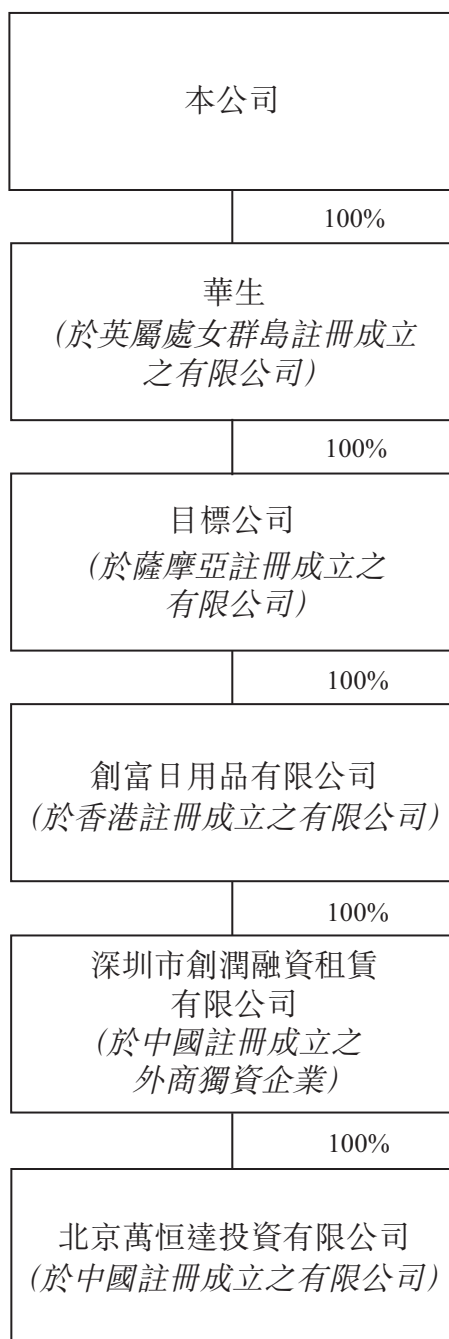 本公司
100%
華生
(於英屬處女群島註冊成立
之有限公司)
100%
目標公司
(於薩摩亞註冊成立之
有限公司)
100%
創富日用品有限公司
(於香港註冊成立之有限公司)
100%
深圳市創潤融資租賃
有限公司
(於中國註冊成立之
外商獨資企業)
100%
北京萬恒達投資有限公司
(於中國註冊成立之有限公司)